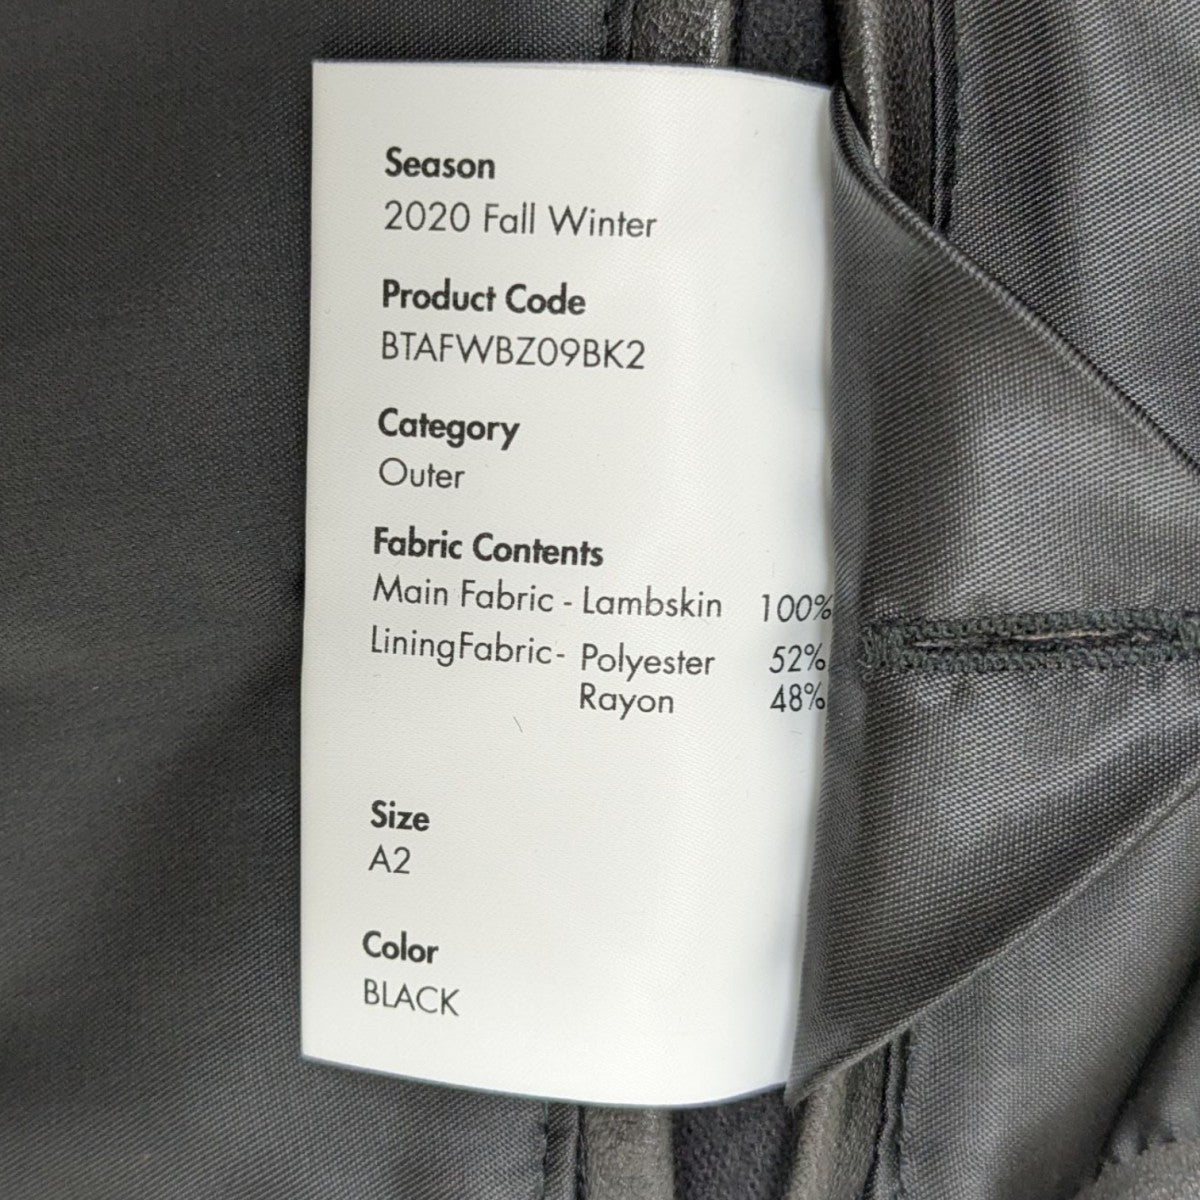 Season
2020 Fall Winter
Product Code
BTAFWBZ09BK2
Category
Outer
Fabric Contents
Main Fabric - Lambskin 100%
LiningFabric- Polyester 52%
Rayon 48%
Size
A2
Color
BLACK